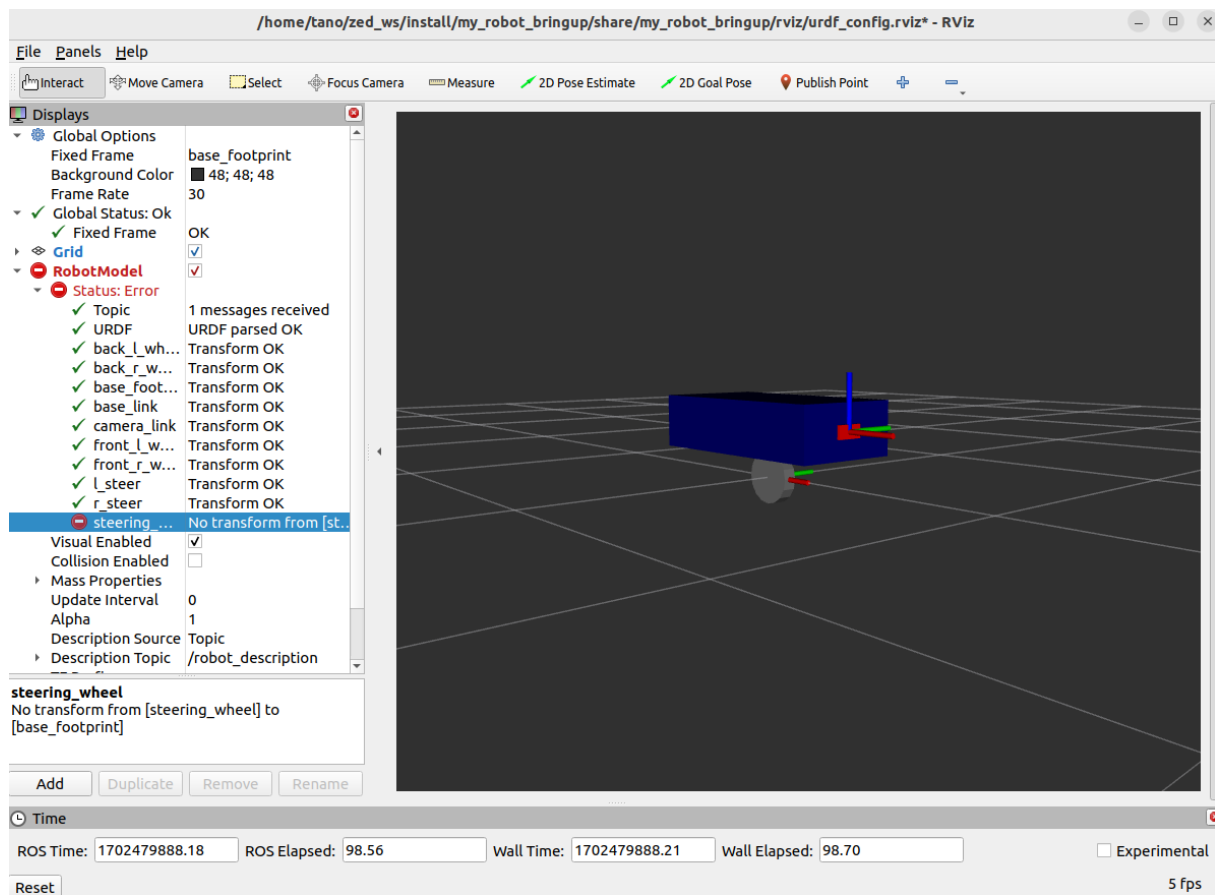 /home/tano/zed_ws/install/my_robot_bringup/share/my_robot_bringup/rviz/urdf_config.rviz* - RViz
File Panels Help
Interact Move Camera Select Focus Camera Measure 2D Pose Estimate 2D Goal Pose Publish Point
Displays
Global Options
Fixed Frame base_footprint
Background Color 48; 48; 48
Frame Rate 30
Global Status: Ok
Fixed Frame OK
Grid
RobotModel
Status: Error
Topic 1 messages received
URDF URDF parsed OK
back_l_wh... Transform OK
back_r_w... Transform OK
base_foot... Transform OK
base_link Transform OK
camera_link Transform OK
front_l_w... Transform OK
front_r_w... Transform OK
l_steer Transform OK
r_steer Transform OK
steering_... No transform from [st...
Visual Enabled
Collision Enabled
Mass Properties
Update Interval 0
Alpha 1
Description Source Topic
Description Topic /robot_description
steering_wheel
No transform from [steering_wheel] to
[base_footprint]
Add Duplicate Remove Rename
Time
ROS Time: 1702479888.18 ROS Elapsed: 98.56 Wall Time: 1702479888.21 Wall Elapsed: 98.70 Experimental
Reset 5 fps